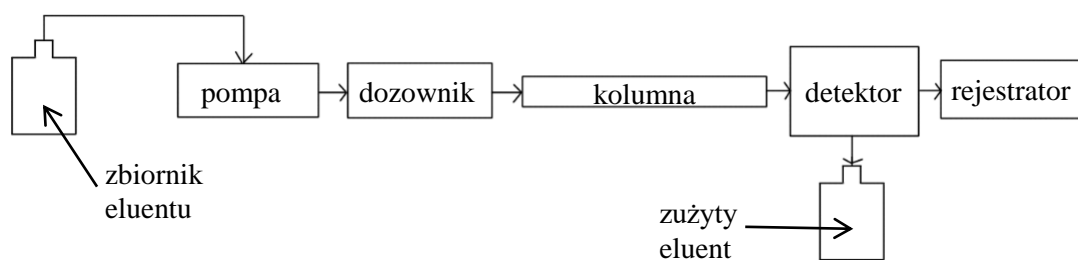 pompa
dozownik
kolumna
detektor
rejestrator
zbiornik
eluentu
zużyty
eluent